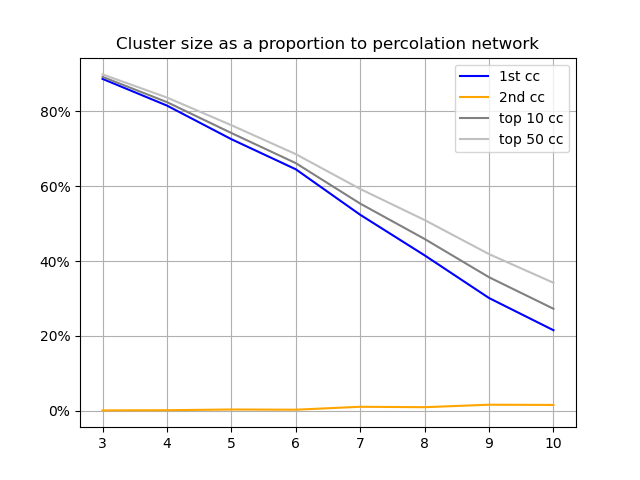 Cluster size as a proportion to percolation network
1st cc
2nd cc
top 10 cc
top 50 cc
80%
60%
40%
20%
0%
3 4 5 6 7 8 9 10